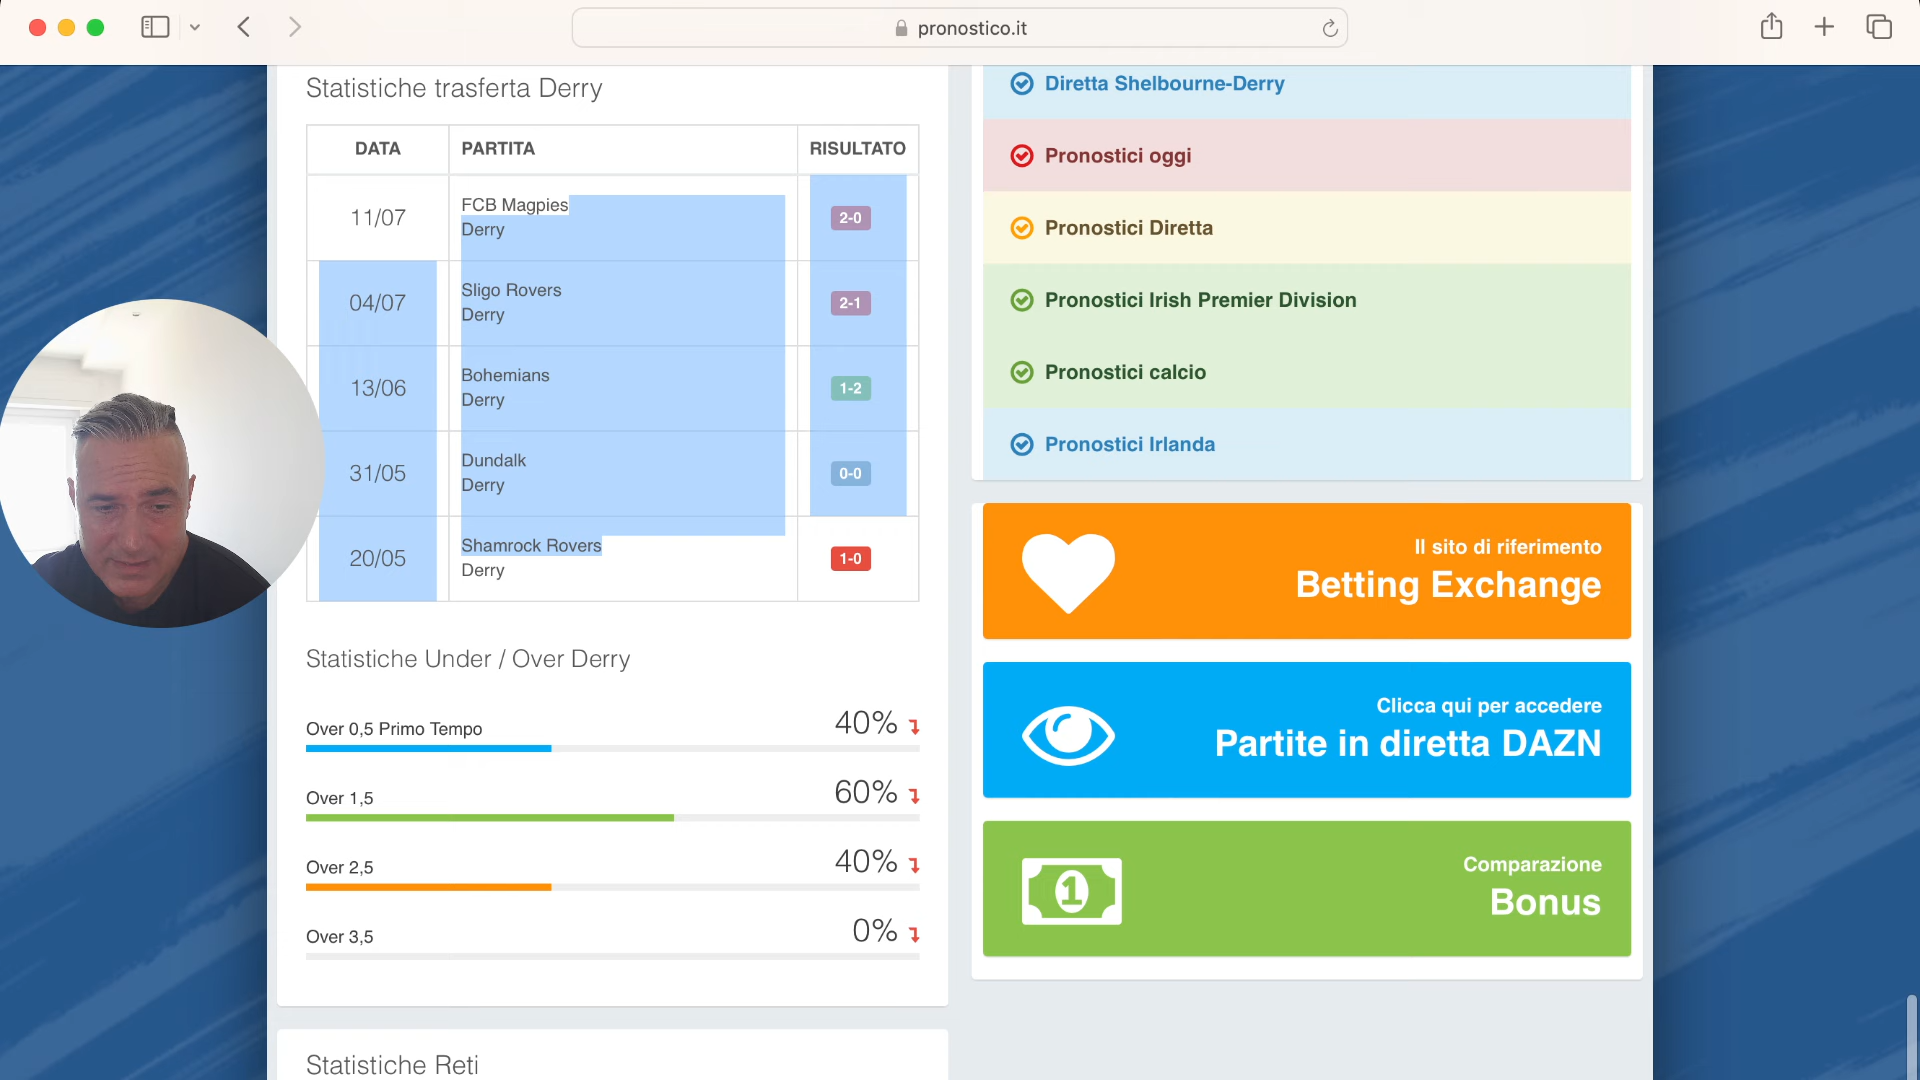 pronostico.it
Statistiche trasferta Derry
DATA PARTITA RISULTATO
11/07 FCB Magpies
Derry 2-0
04/07 Sligo Rovers
Derry 2-1
13/06 Bohemians
Derry 1-2
31/05 Dundalk
Derry 0-0
20/05 Shamrock Rovers
Derry 1-0
Statistiche Under / Over Derry
Over 0,5 Primo Tempo 40%
Over 1,5 60%
Over 2,5 40%
Over 3,5 0%
Statistiche Reti
Diretta Shelbourne-Derry
Pronostici oggi
Pronostici Diretta
Pronostici Irish Premier Division
Pronostici calcio
Pronostici Irlanda
Il sito di riferimento
Betting Exchange
Clicca qui per accedere
Partite in diretta DAZN
1
Comparazione
Bonus